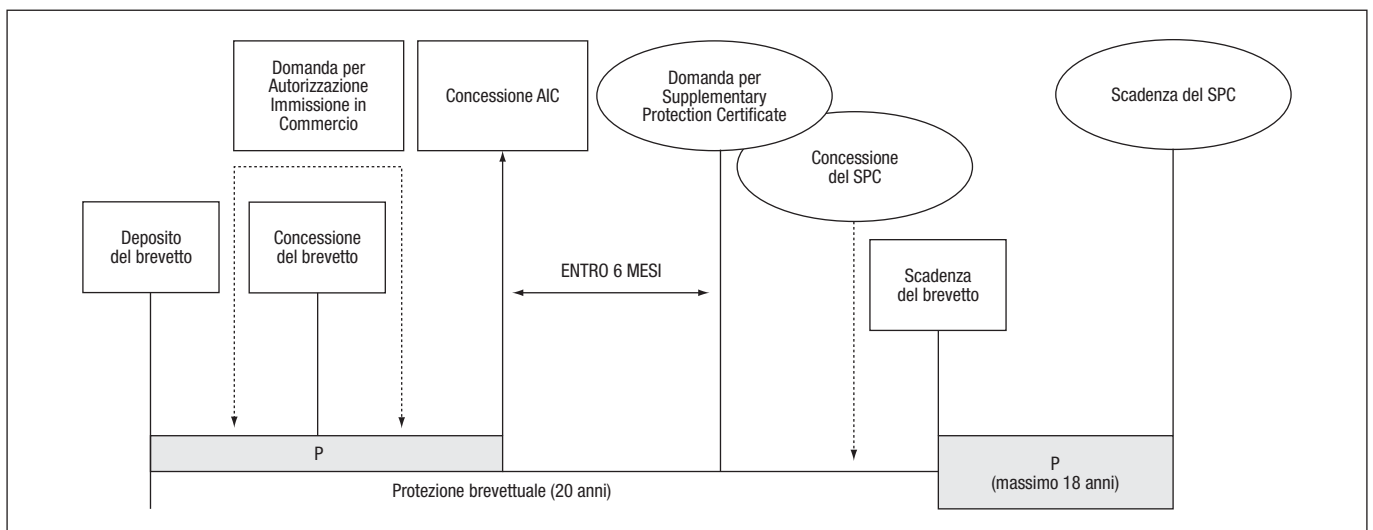 Domanda per
Autorizzazione
Immissione in
Commercio
Concessione AIC
Domanda per
Supplementary
Protection Certificate
Concessione
del SPC
Scadenza del SPC
Deposito
del brevetto
Concessione
del brevetto
ENTRO 6 MESI
Scadenza
del brevetto
P
Protezione brevettuale (20 anni)
P
(massimo 18 anni)